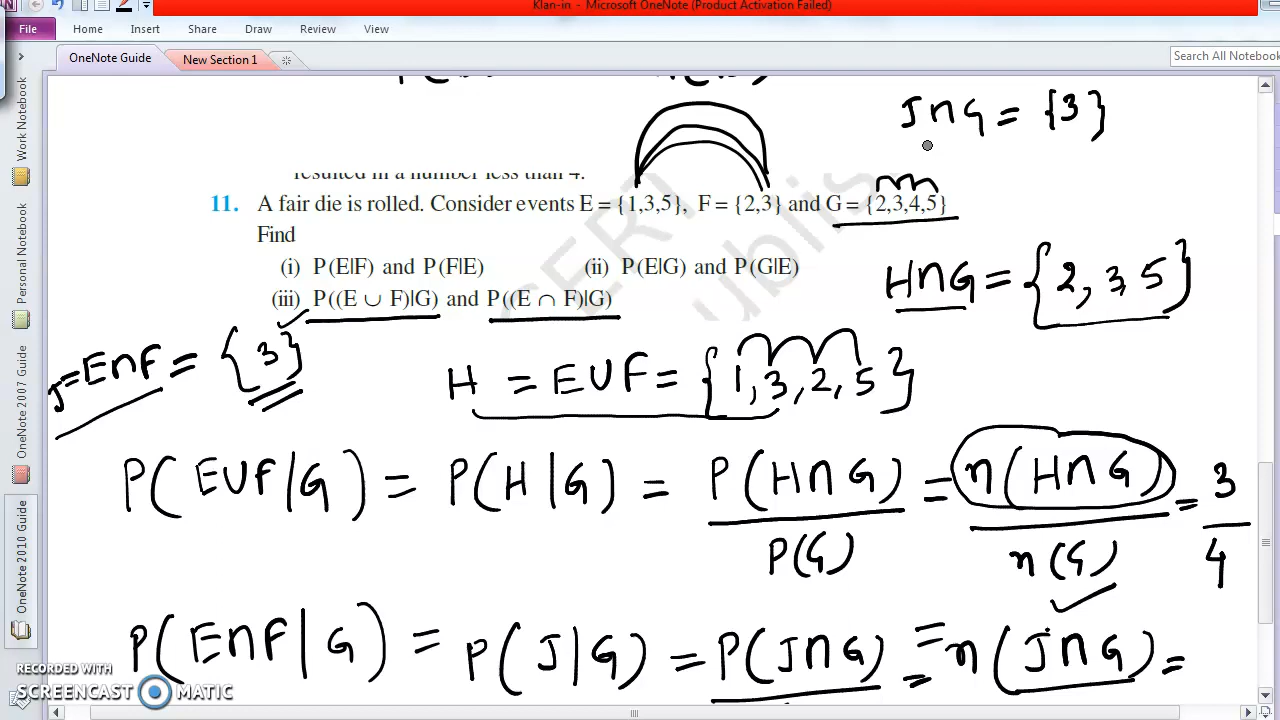 Klan-in - Microsoft OneNote (Product Activation Failed)
File Home Insert Share Draw Review View
OneNote Guide New Section 1 Search All Notebook
Work Notebook
Personal Notebook
OneNote 2007 Guide
OneNote 2010 Guide
J∩G = {3}
resulted in a number less than 4.
11. A fair die is rolled. Consider events E = {1,3,5}, F = {2,3} and G = {2,3,4,5}
Find
(i) P(E|F) and P(F|E) (ii) P(E|G) and P(G|E)
(iii) P((E ∪ F)|G) and P((E ∩ F)|G)
H∩G = {2, 3, 5}
J=E∩F = {3}
H = E∪F = {1, 3, 2, 5}
P(E∪F|G) = P(H|G) = P(H∩G) = n(H∩G) = 3
P(G) n(G) 4
P(E∩F|G) = P(J|G) = P(J∩G) = n(J∩G) =
RECORDED WITH
SCREENCAST MATIC